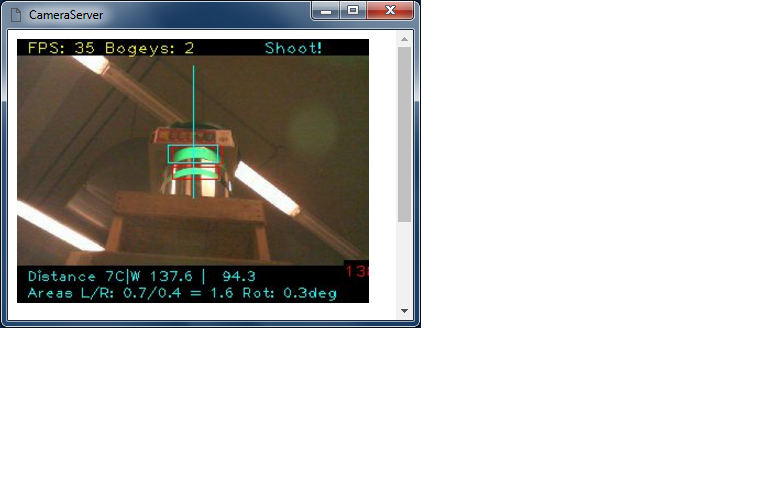 CameraServer
FPS: 35 Bogeys: 2 Shoot!
Distance 7C|W 137.6 | 94.3
Areas L/R: 0.7/0.4 = 1.6 Rot: 0.3deg